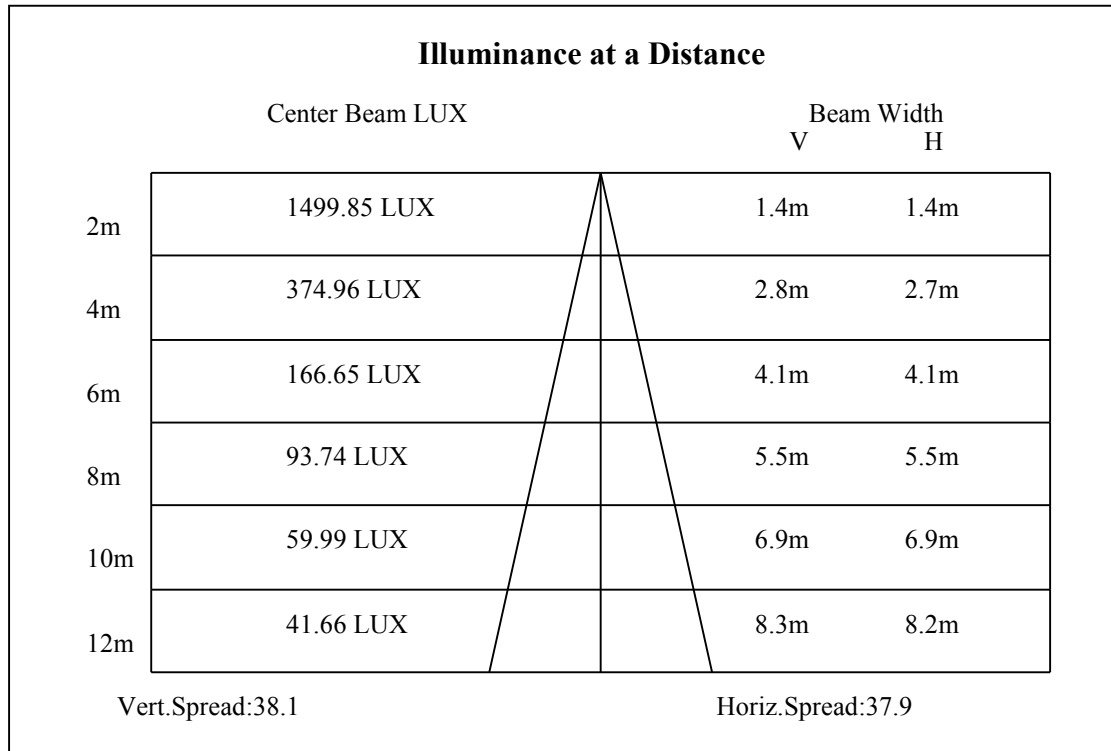 Illuminance at a Distance
Center Beam LUX Beam Width
V H
2m 1499.85 LUX 1.4m 1.4m
4m 374.96 LUX 2.8m 2.7m
6m 166.65 LUX 4.1m 4.1m
8m 93.74 LUX 5.5m 5.5m
10m 59.99 LUX 6.9m 6.9m
12m 41.66 LUX 8.3m 8.2m
Vert.Spread:38.1 Horiz.Spread:37.9